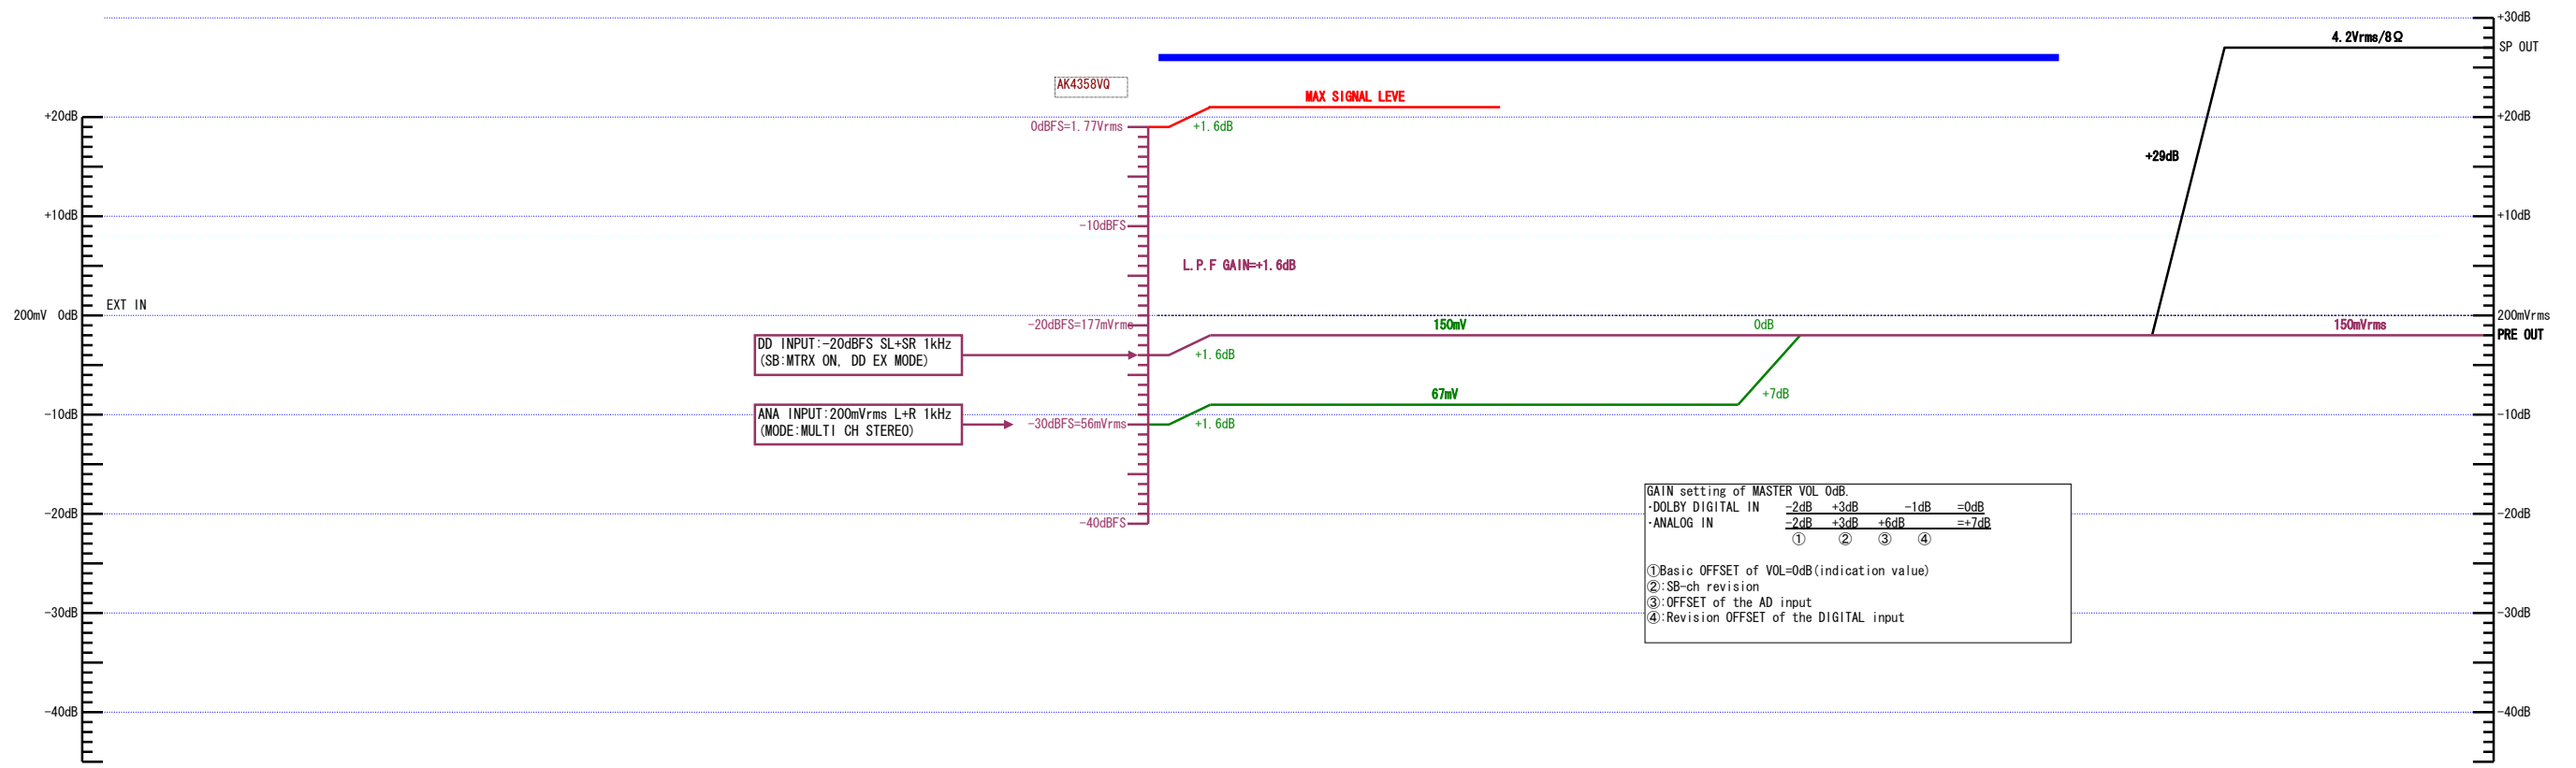 +30dB
4.2Vrms/8Ω
SP OUT
AK4358VQ
MAX SIGNAL LEVE
+20dB
+20dB
0dBFS=1.77Vrms
+1.6dB
+29dB
+10dB
+10dB
-10dBFS
L.P.F GAIN=+1.6dB
EXT IN
200mV 0dB
200mVrms
-20dBFS=177mVrms
150mV
0dB
150mVrms
PRE OUT
DD INPUT:-20dBFS SL+SR 1kHz
(SB:MTRX ON, DD EX MODE)
+1.6dB
67mV
+7dB
-10dB
-10dB
ANA INPUT:200mVrms L+R 1kHz
(MODE:MULTI CH STEREO)
-30dBFS=56mVrms
+1.6dB
GAIN setting of MASTER VOL 0dB.
·DOLBY DIGITAL IN -2dB +3dB -1dB =0dB
·ANALOG IN -2dB +3dB +6dB =+7dB
① ② ③ ④
①Basic OFFSET of VOL=0dB(indication value)
②:SB-ch revision
③:OFFSET of the AD input
④:Revision OFFSET of the DIGITAL input
-20dB
-20dB
-40dBFS
-30dB
-30dB
-40dB
-40dB